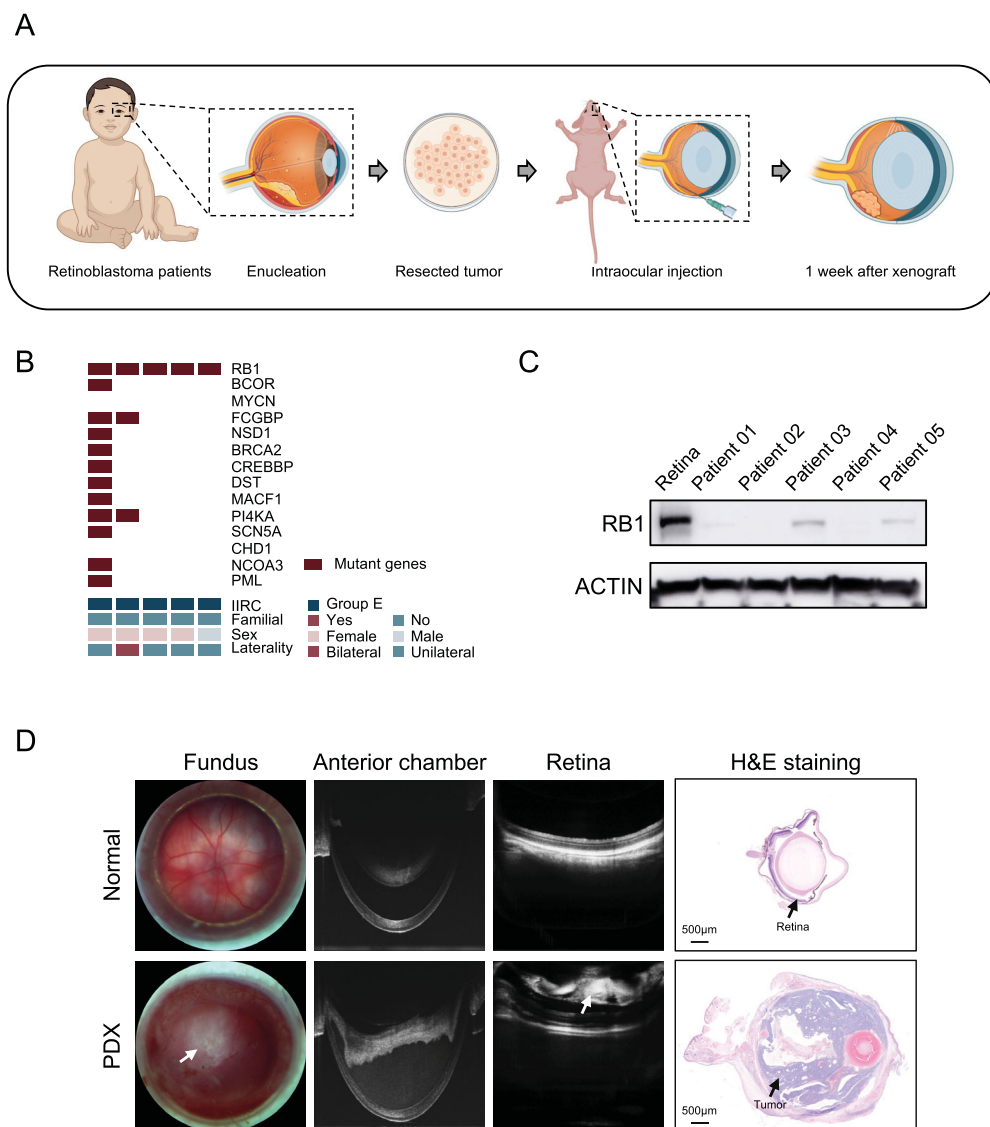 A
Retinoblastoma patients
Enucleation
Resected tumor
Intraocular injection
1 week after xenograft
B
RB1
BCOR
MYCN
FCGBP
NSD1
BRCA2
CREBBP
DST
MACF1
PI4KA
SCN5A
CHD1
NCOA3
PML
Mutant genes
IIRC
Group E
Familial
Yes
No
Sex
Female
Male
Laterality
Bilateral
Unilateral
C
Retina
Patient 01
Patient 02
Patient 03
Patient 04
Patient 05
RB1
ACTIN
D
Fundus
Anterior chamber
Retina
H&E staining
Normal
Retina
500μm
PDX
Tumor
500μm